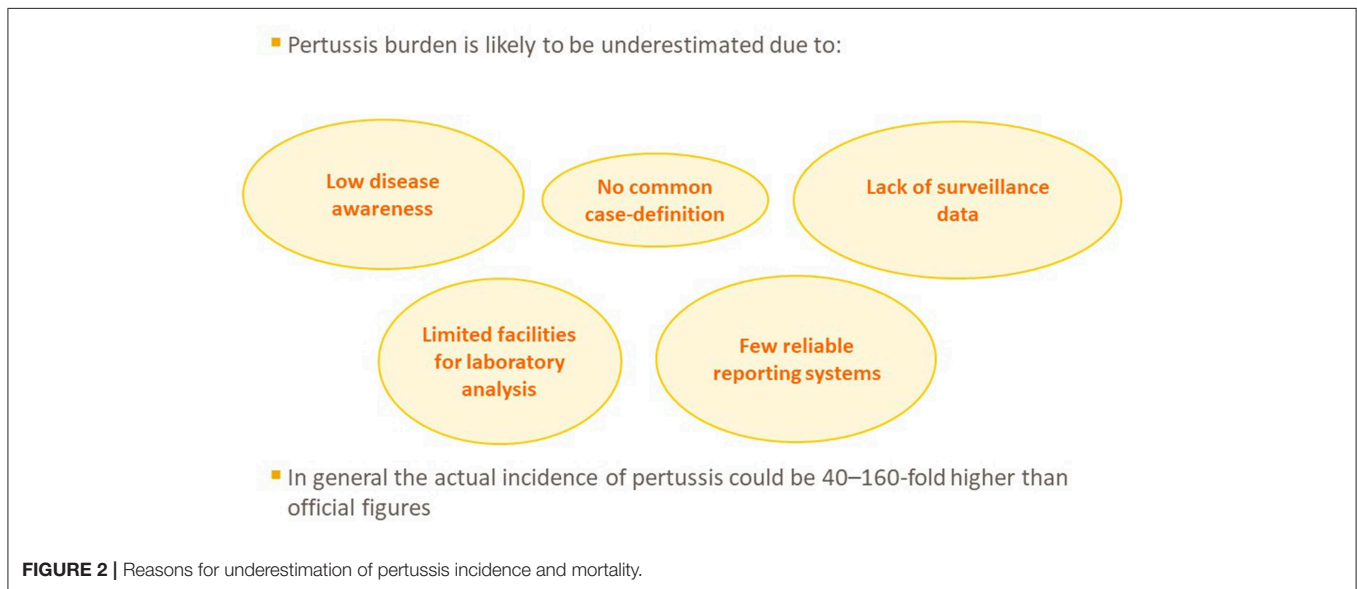 ▪ Pertussis burden is likely to be underestimated due to:
Low disease
awareness
No common
case-definition
Lack of surveillance
data
Limited facilities
for laboratory
analysis
Few reliable
reporting systems
▪ In general the actual incidence of pertussis could be 40–160-fold higher than
official figures
FIGURE 2 | Reasons for underestimation of pertussis incidence and mortality.